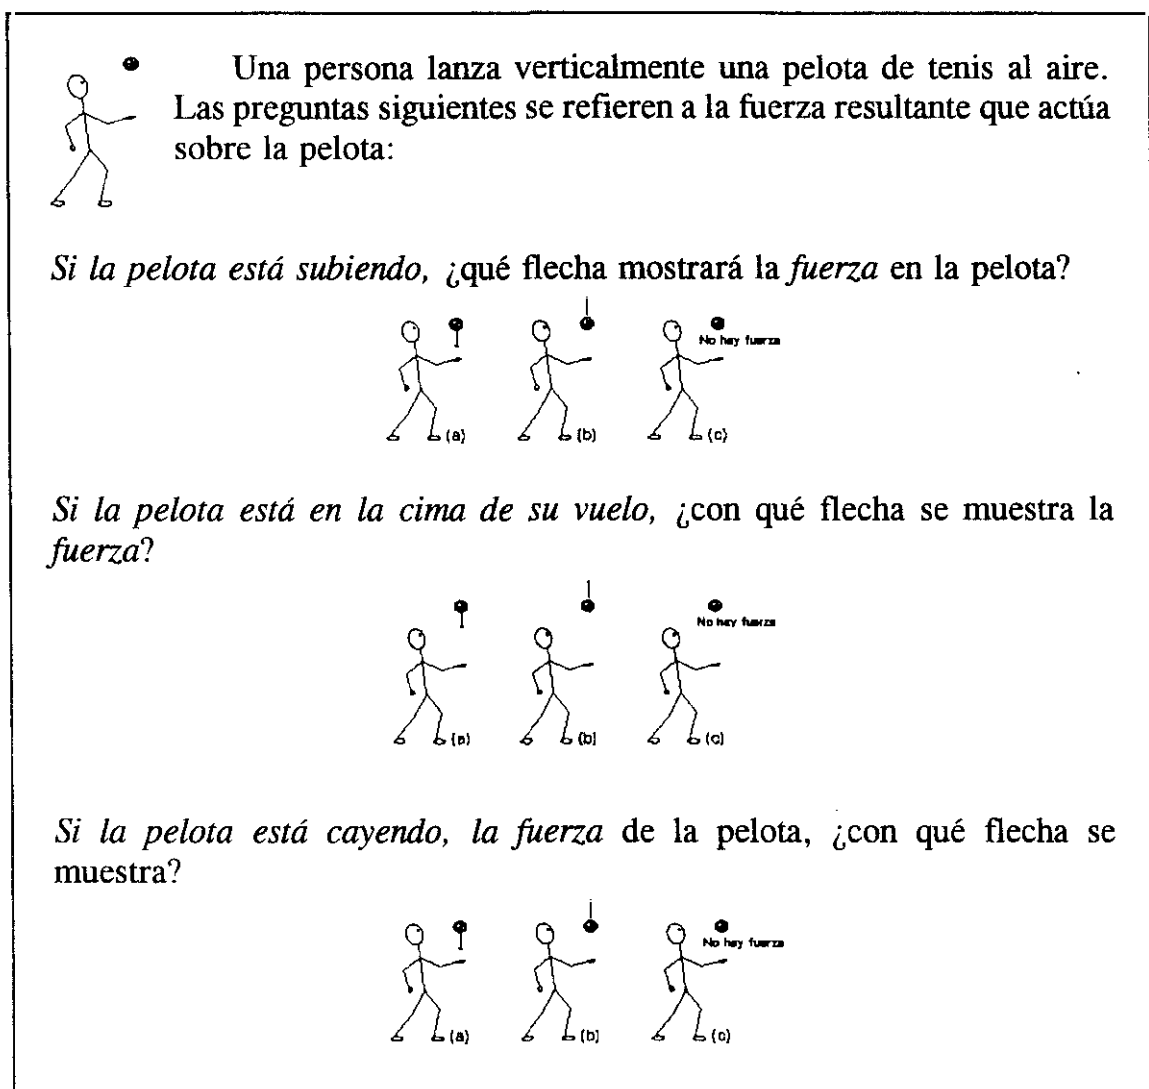 Una persona lanza verticalmente una pelota de tenis al aire.
Las preguntas siguientes se refieren a la fuerza resultante que actúa
sobre la pelota:
Si la pelota está subiendo, ¿qué flecha mostrará la fuerza en la pelota?
No hay fuerza
(a) (b) (c)
Si la pelota está en la cima de su vuelo, ¿con qué flecha se muestra la
fuerza?
No hay fuerza
(a) (b) (c)
Si la pelota está cayendo, la fuerza de la pelota, ¿con qué flecha se
muestra?
No hay fuerza
(a) (b) (c)